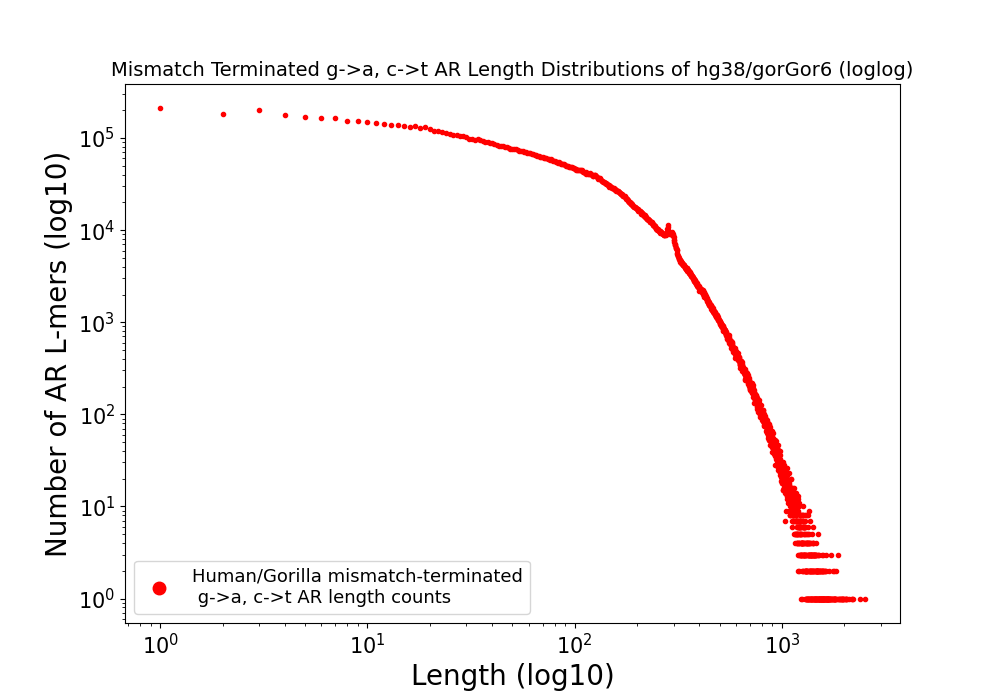 Mismatch Terminated g->a, c->t AR Length Distributions of hg38/gorGor6 (loglog)
Number of AR L-mers (log10)
10^5
10^4
10^3
10^2
10^1
10^0
Human/Gorilla mismatch-terminated
g->a, c->t AR length counts
10^0 10^1 10^2 10^3
Length (log10)